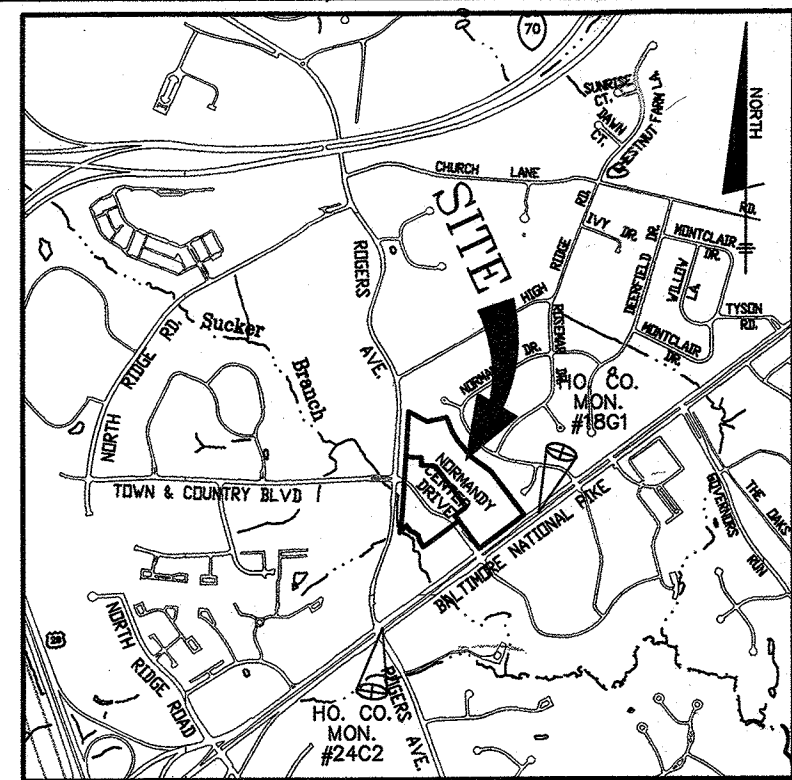 70
SUNRISE
CT.
DAWN
CT.
CHESTNUT FARM LA.
NORTH
CHURCH LANE
RD.
SITE
ROGERS
AVE.
RIDGE
RD.
IVY
DR.
HIGH
DEERFIELD
DR.
MONTCLAIR
DR.
WILLOW
LA.
TYSON
RD.
MONTCLAIR
DR.
Sucker
Branch
NORTH
RIDGE RD.
DR.
HO. CO.
MON.
#18G1
NORMANDY
CENTER
DRIVE
TOWN & COUNTRY BLVD
BALTIMORE NATIONAL PIKE
GOVERNORS
RUN
THE OAKS
NORTH
RIDGE ROAD
29
ROGERS
AVE.
HO. CO.
MON.
#24C2